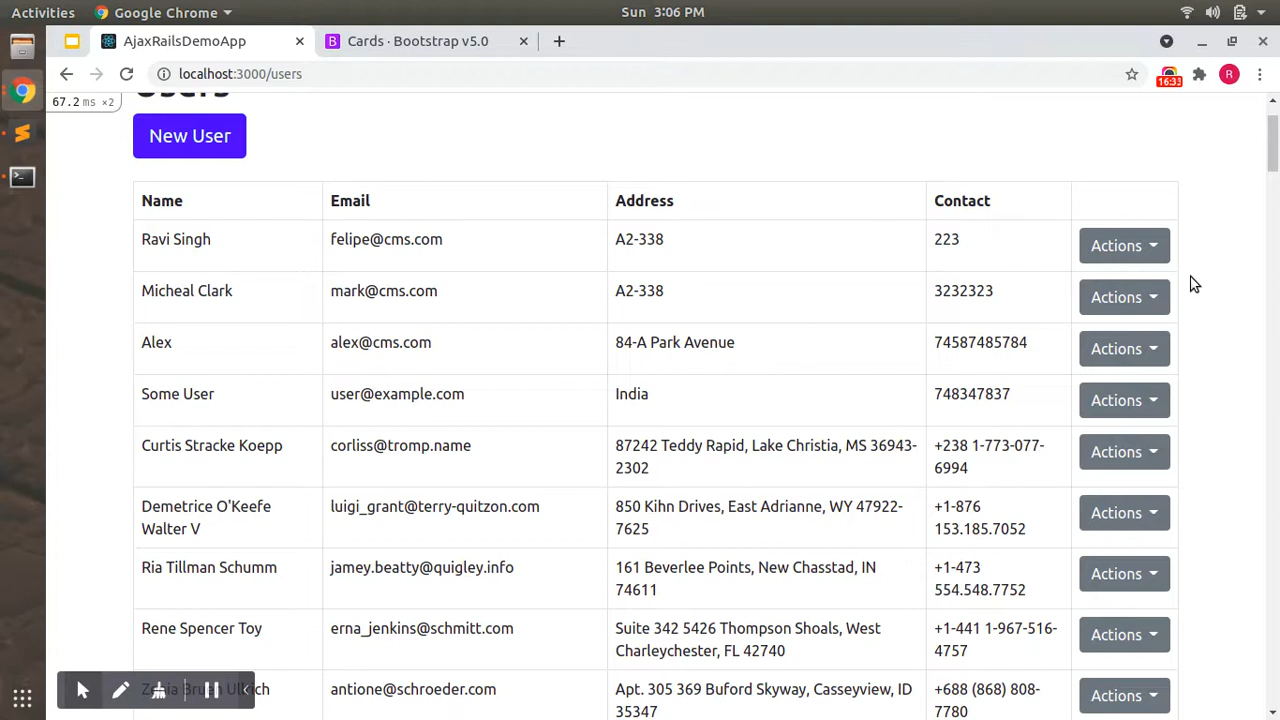 Activities Google Chrome Sun 3:06 PM
AjaxRailsDemoApp Cards · Bootstrap v5.0
localhost:3000/users 16:33 R
67.2 ms ×2 Users
New User
Name Email Address Contact
Ravi Singh felipe@cms.com A2-338 223 Actions
Micheal Clark mark@cms.com A2-338 3232323 Actions
Alex alex@cms.com 84-A Park Avenue 74587485784 Actions
Some User user@example.com India 748347837 Actions
Curtis Stracke Koepp corliss@tromp.name 87242 Teddy Rapid, Lake Christia, MS 36943- +238 1-773-077- Actions
2302 6994
Demetrice O'Keefe luigi_grant@terry-quitzon.com 850 Kihn Drives, East Adrianne, WY 47922- +1-876 Actions
Walter V 7625 153.185.7052
Ria Tillman Schumm jamey.beatty@quigley.info 161 Beverlee Points, New Chasstad, IN +1-473 Actions
74611 554.548.7752
Rene Spencer Toy erna_jenkins@schmitt.com Suite 342 5426 Thompson Shoals, West +1-441 1-967-516- Actions
Charleychester, FL 42740 4757
antione@schroeder.com Apt. 305 369 Buford Skyway, Casseyview, ID +688 (868) 808- Actions
35347 7780